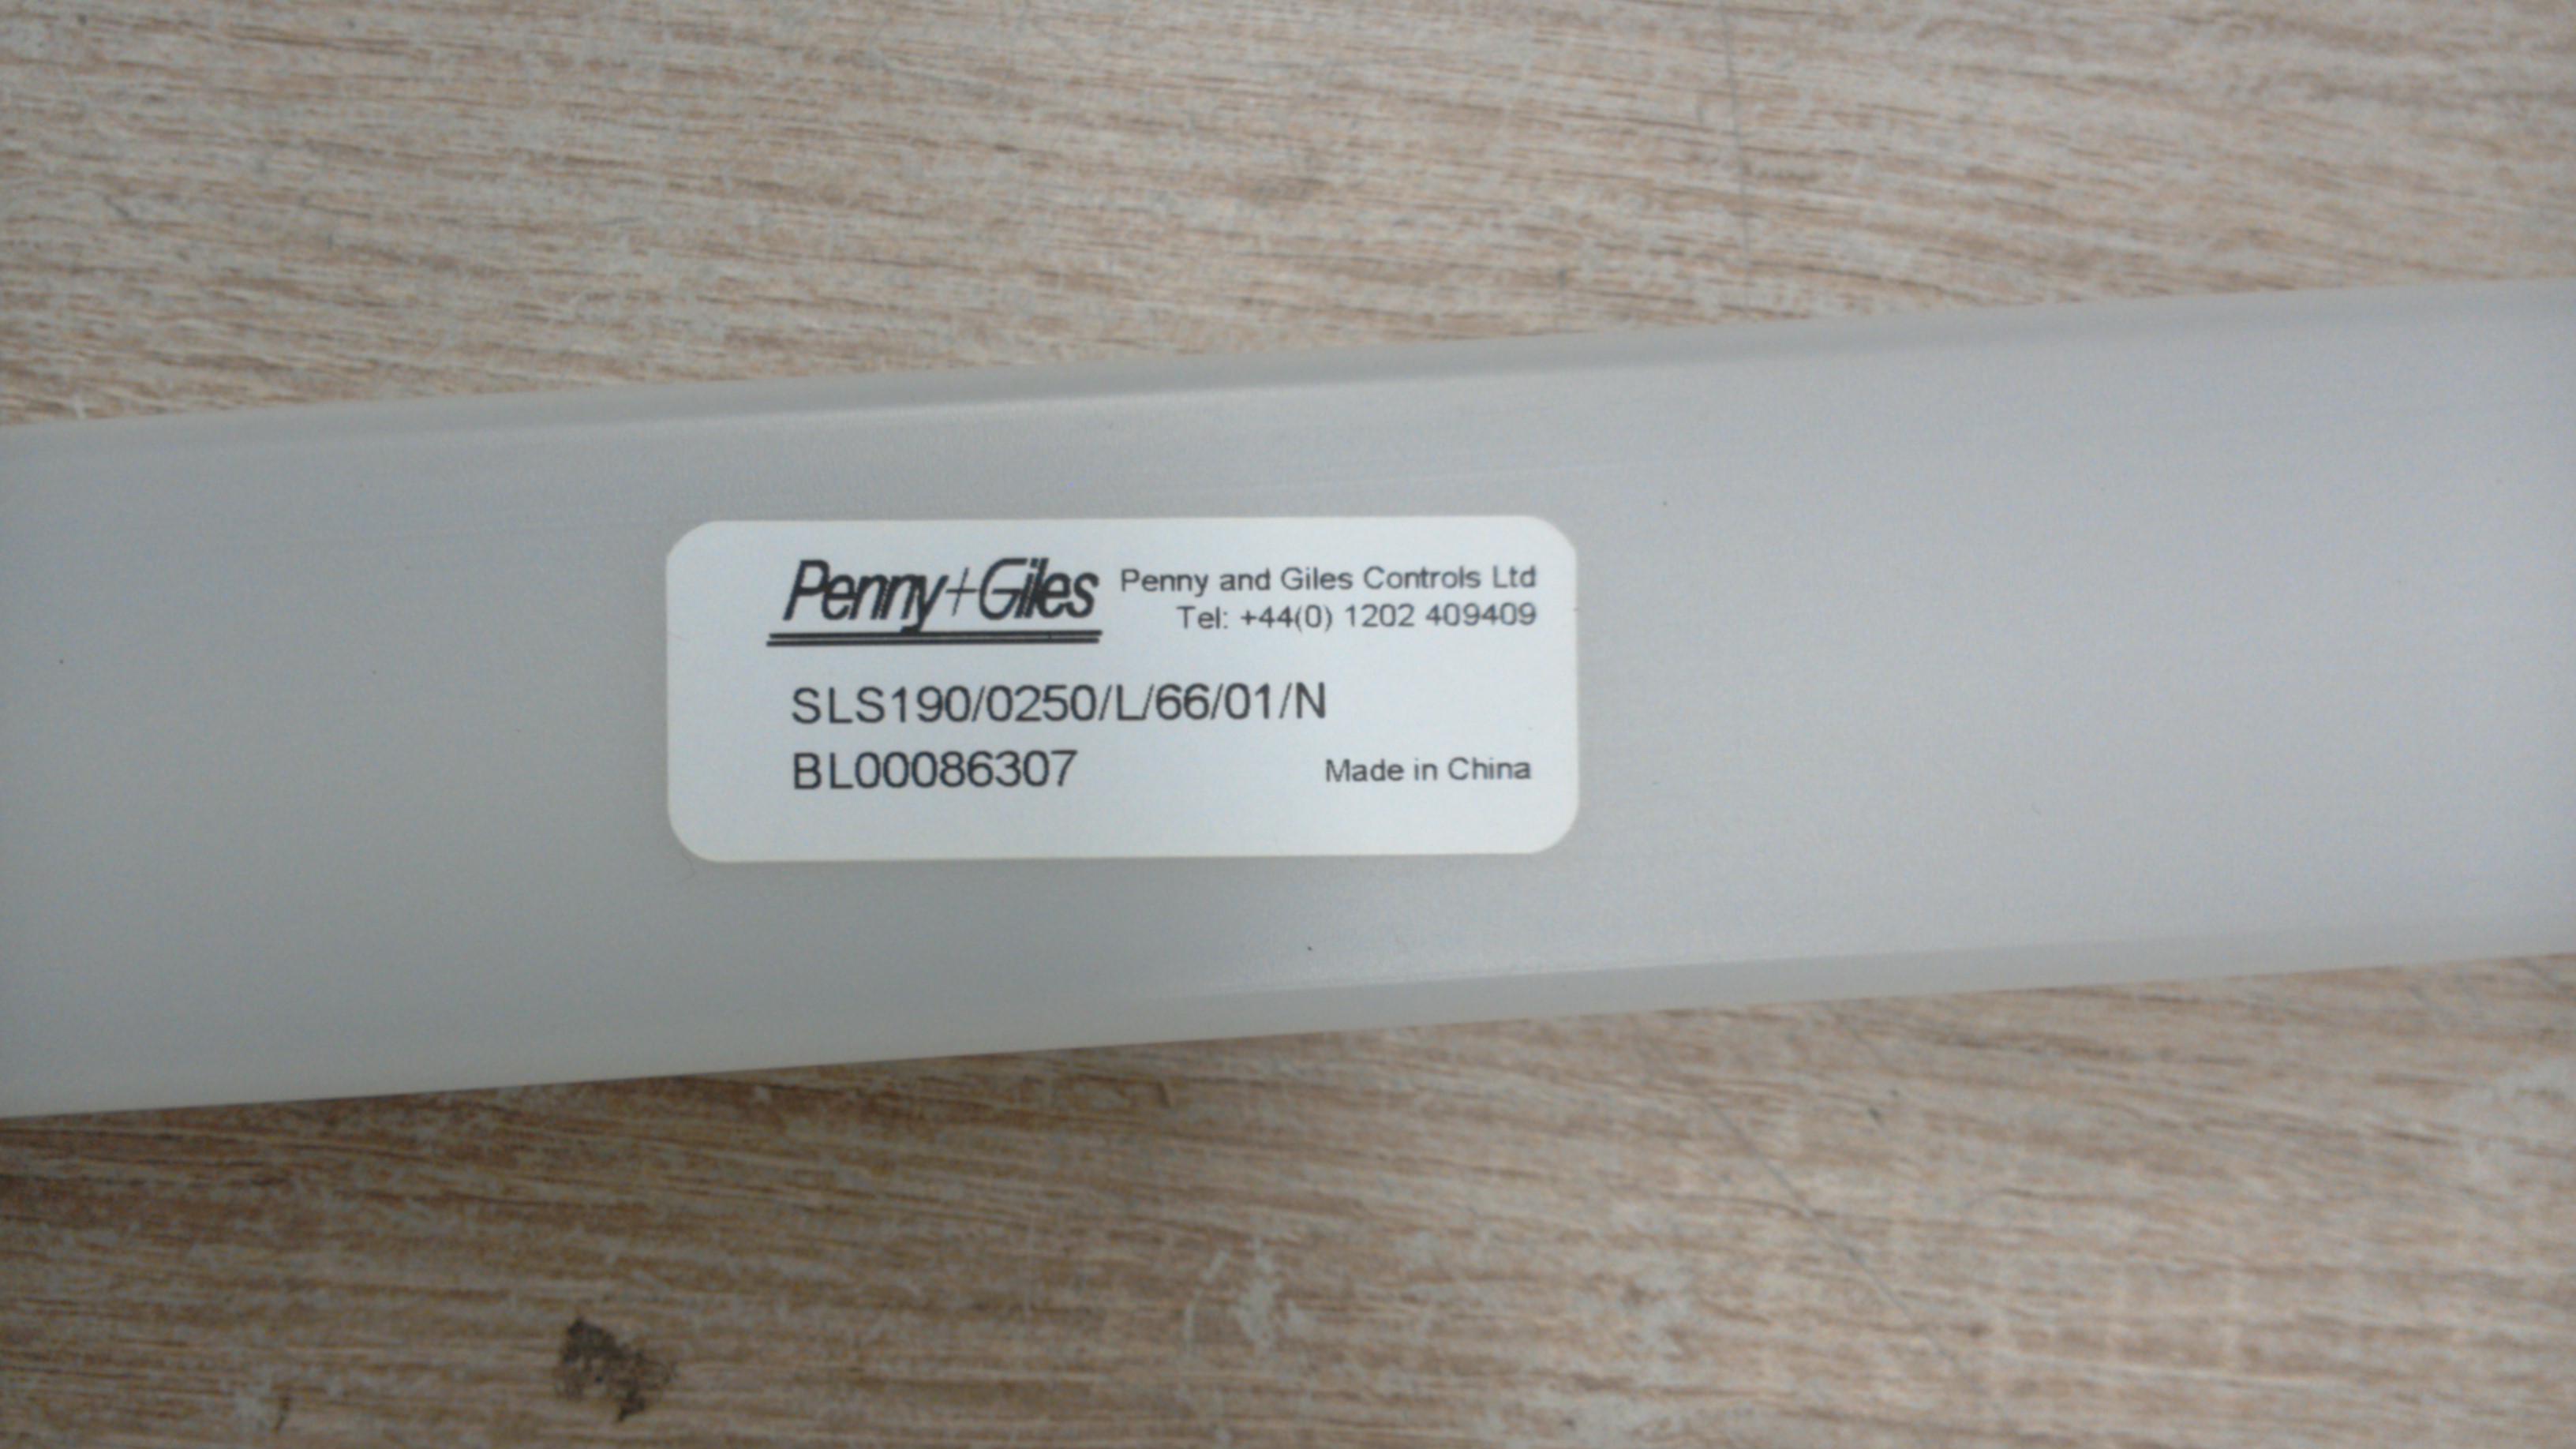 Penny+Giles
Penny and Giles Controls Ltd
Tel: +44(0) 1202 409409
SLS190/0250/L/66/01/N
BL00086307
Made in China